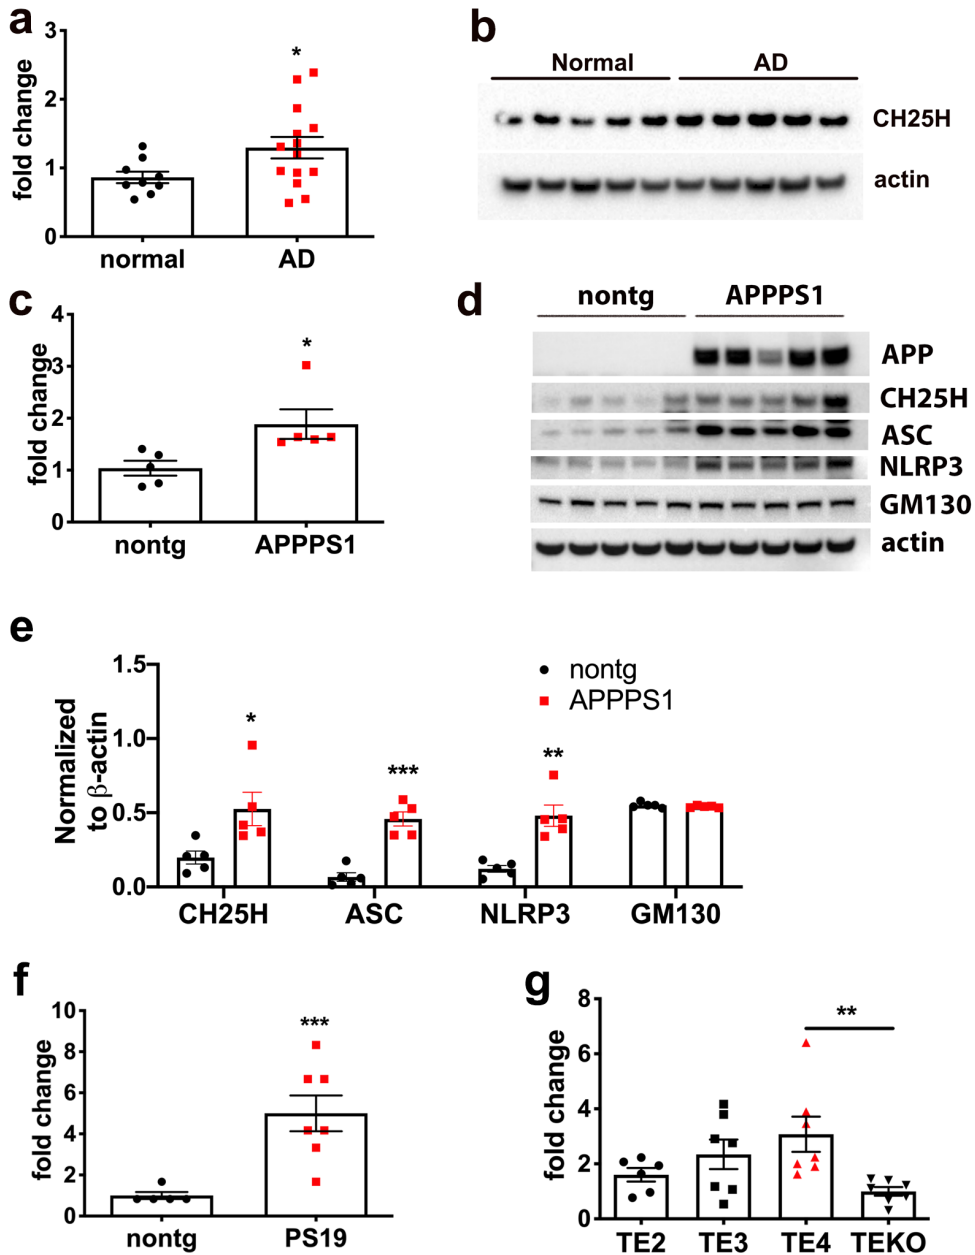 a
fold change
3
2
1
0
*
normal
AD
b
Normal
AD
CH25H
actin
c
fold change
4
3
2
1
0
*
nontg
APPPS1
d
nontg
APPPS1
APP
CH25H
ASC
NLRP3
GM130
actin
e
Normalized
to β-actin
1.5
1.0
0.5
0.0
nontg
APPPS1
*
***
**
CH25H
ASC
NLRP3
GM130
f
fold change
10
8
6
4
2
0
***
nontg
PS19
g
fold change
8
6
4
2
0
**
TE2
TE3
TE4
TEKO